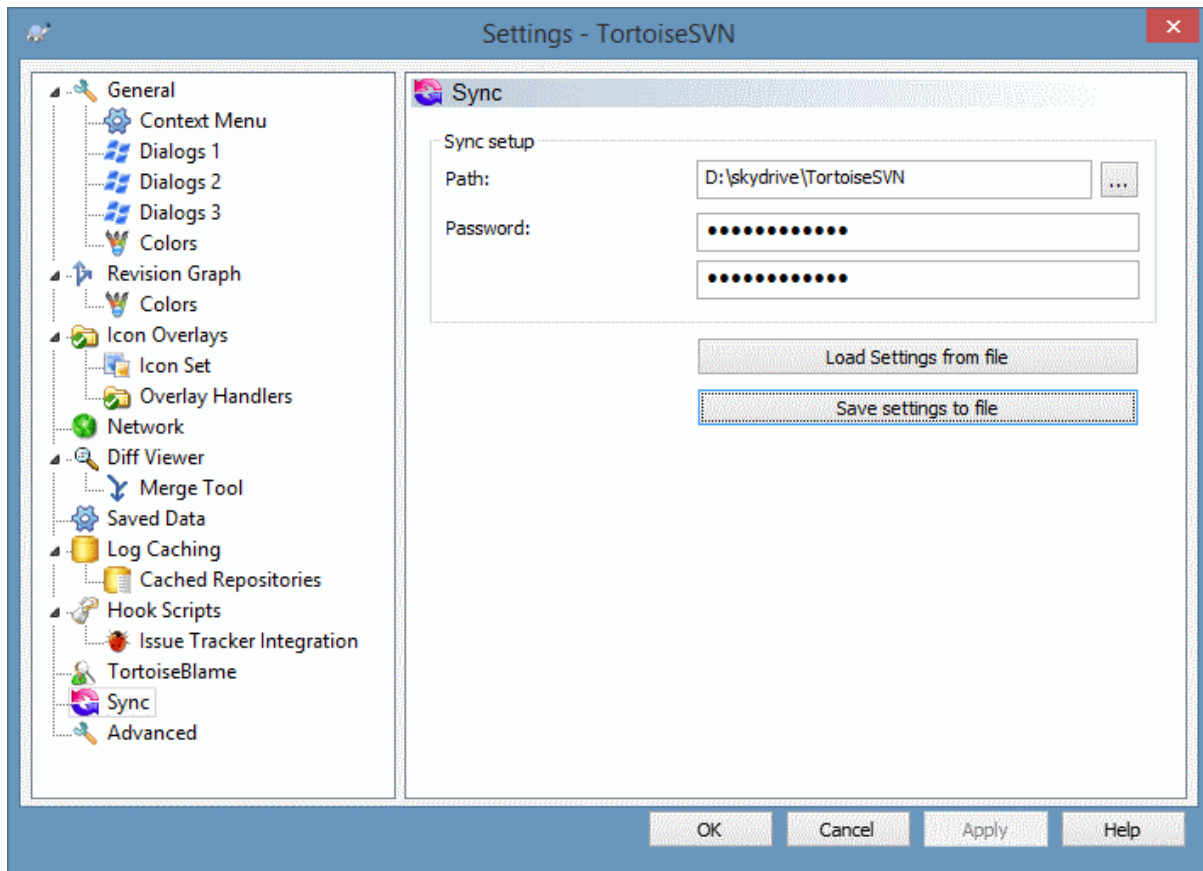 Settings - TortoiseSVN
General
Context Menu
Dialogs 1
Dialogs 2
Dialogs 3
Colors
Revision Graph
Colors
Icon Overlays
Icon Set
Overlay Handlers
Network
Diff Viewer
Merge Tool
Saved Data
Log Caching
Cached Repositories
Hook Scripts
Issue Tracker Integration
TortoiseBlame
Sync
Advanced
Sync
Sync setup
Path: D:\skydrive\TortoiseSVN ...
Password: ●●●●●●●●●●●●
●●●●●●●●●●●●
Load Settings from file
Save settings to file
OK Cancel Apply Help